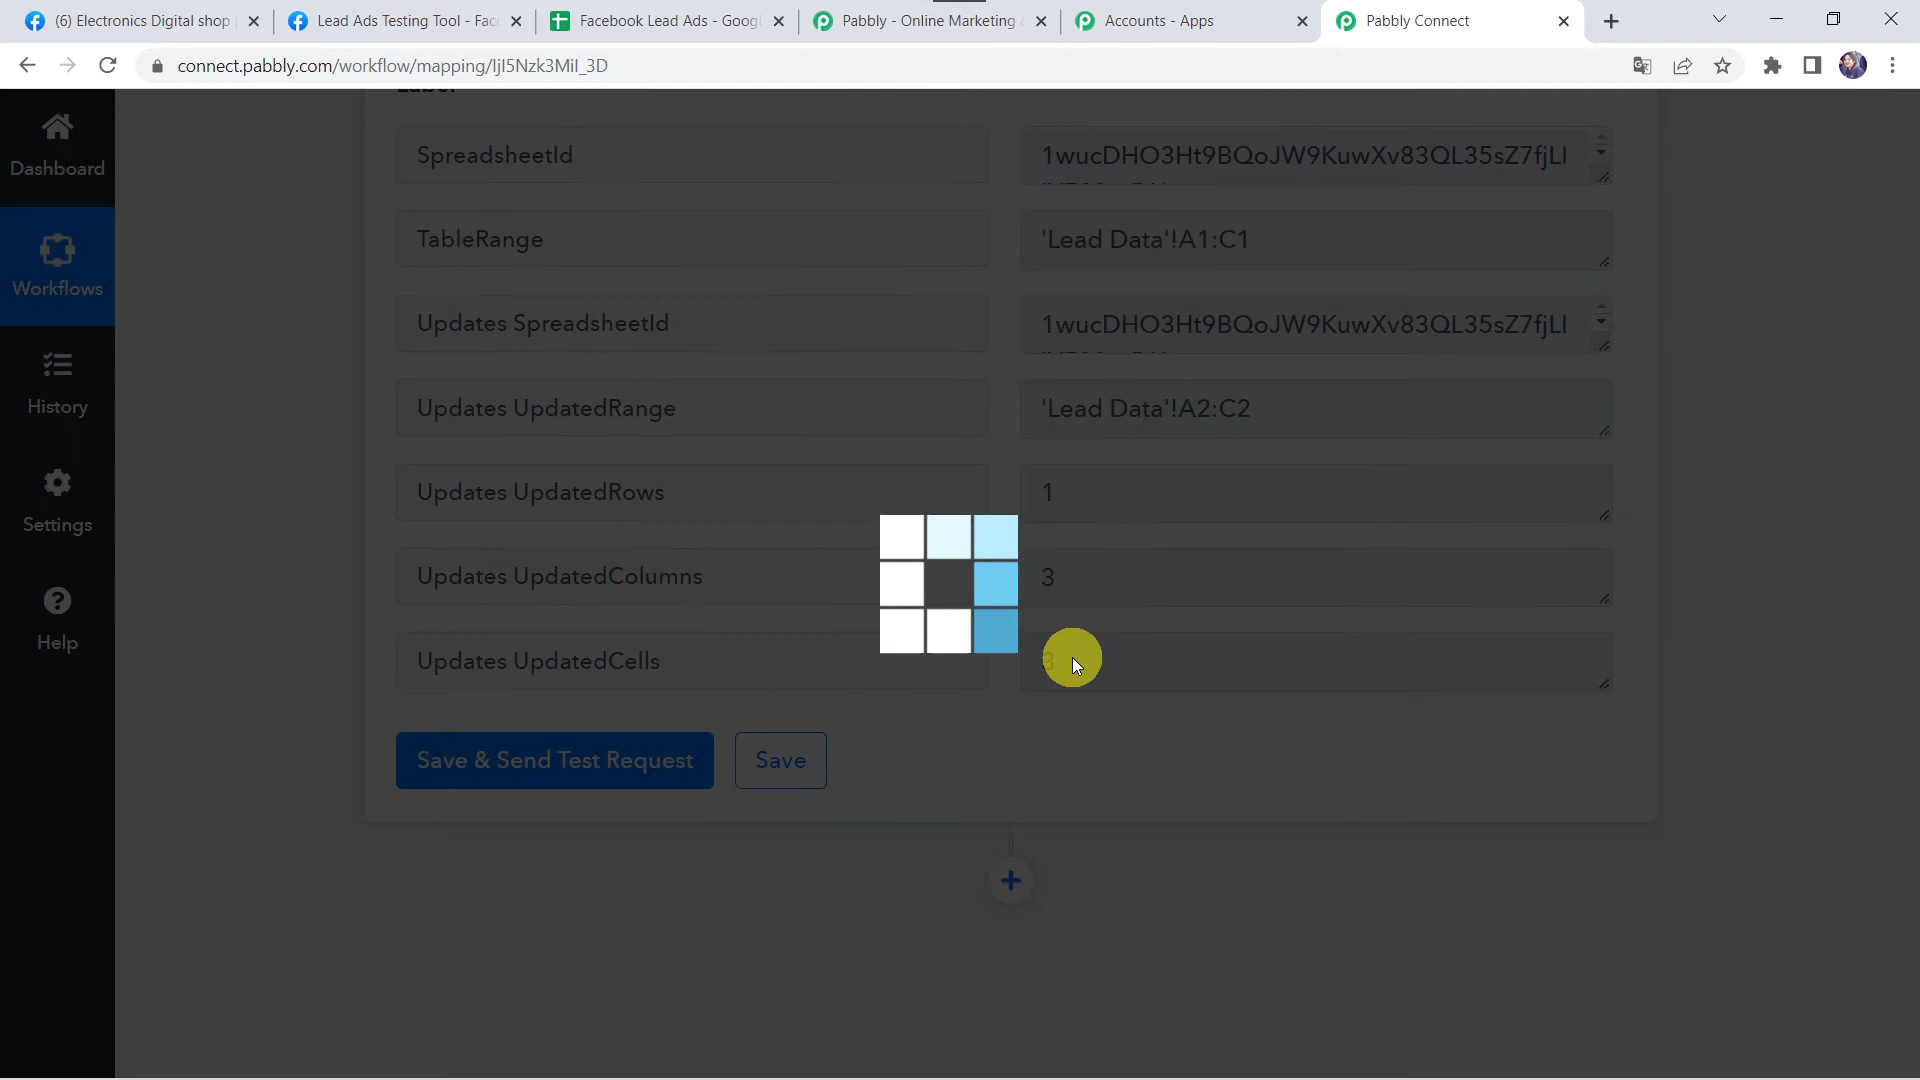 (6) Electronics Digital shop
Lead Ads Testing Tool - Fac
Facebook Lead Ads - Googl
Pabbly - Online Marketing
Accounts - Apps
Pabbly Connect
connect.pabbly.com/workflow/mapping/IjI5Nzk3MiI_3D
Dashboard
Workflows
History
Settings
Help
Label
SpreadsheetId
1wucDHO3Ht9BQoJW9KuwXv83QL35sZ7fjLI
TableRange
'Lead Data'!A1:C1
Updates SpreadsheetId
1wucDHO3Ht9BQoJW9KuwXv83QL35sZ7fjLI
Updates UpdatedRange
'Lead Data'!A2:C2
Updates UpdatedRows
1
Updates UpdatedColumns
3
Updates UpdatedCells
3
Save & Send Test Request
Save